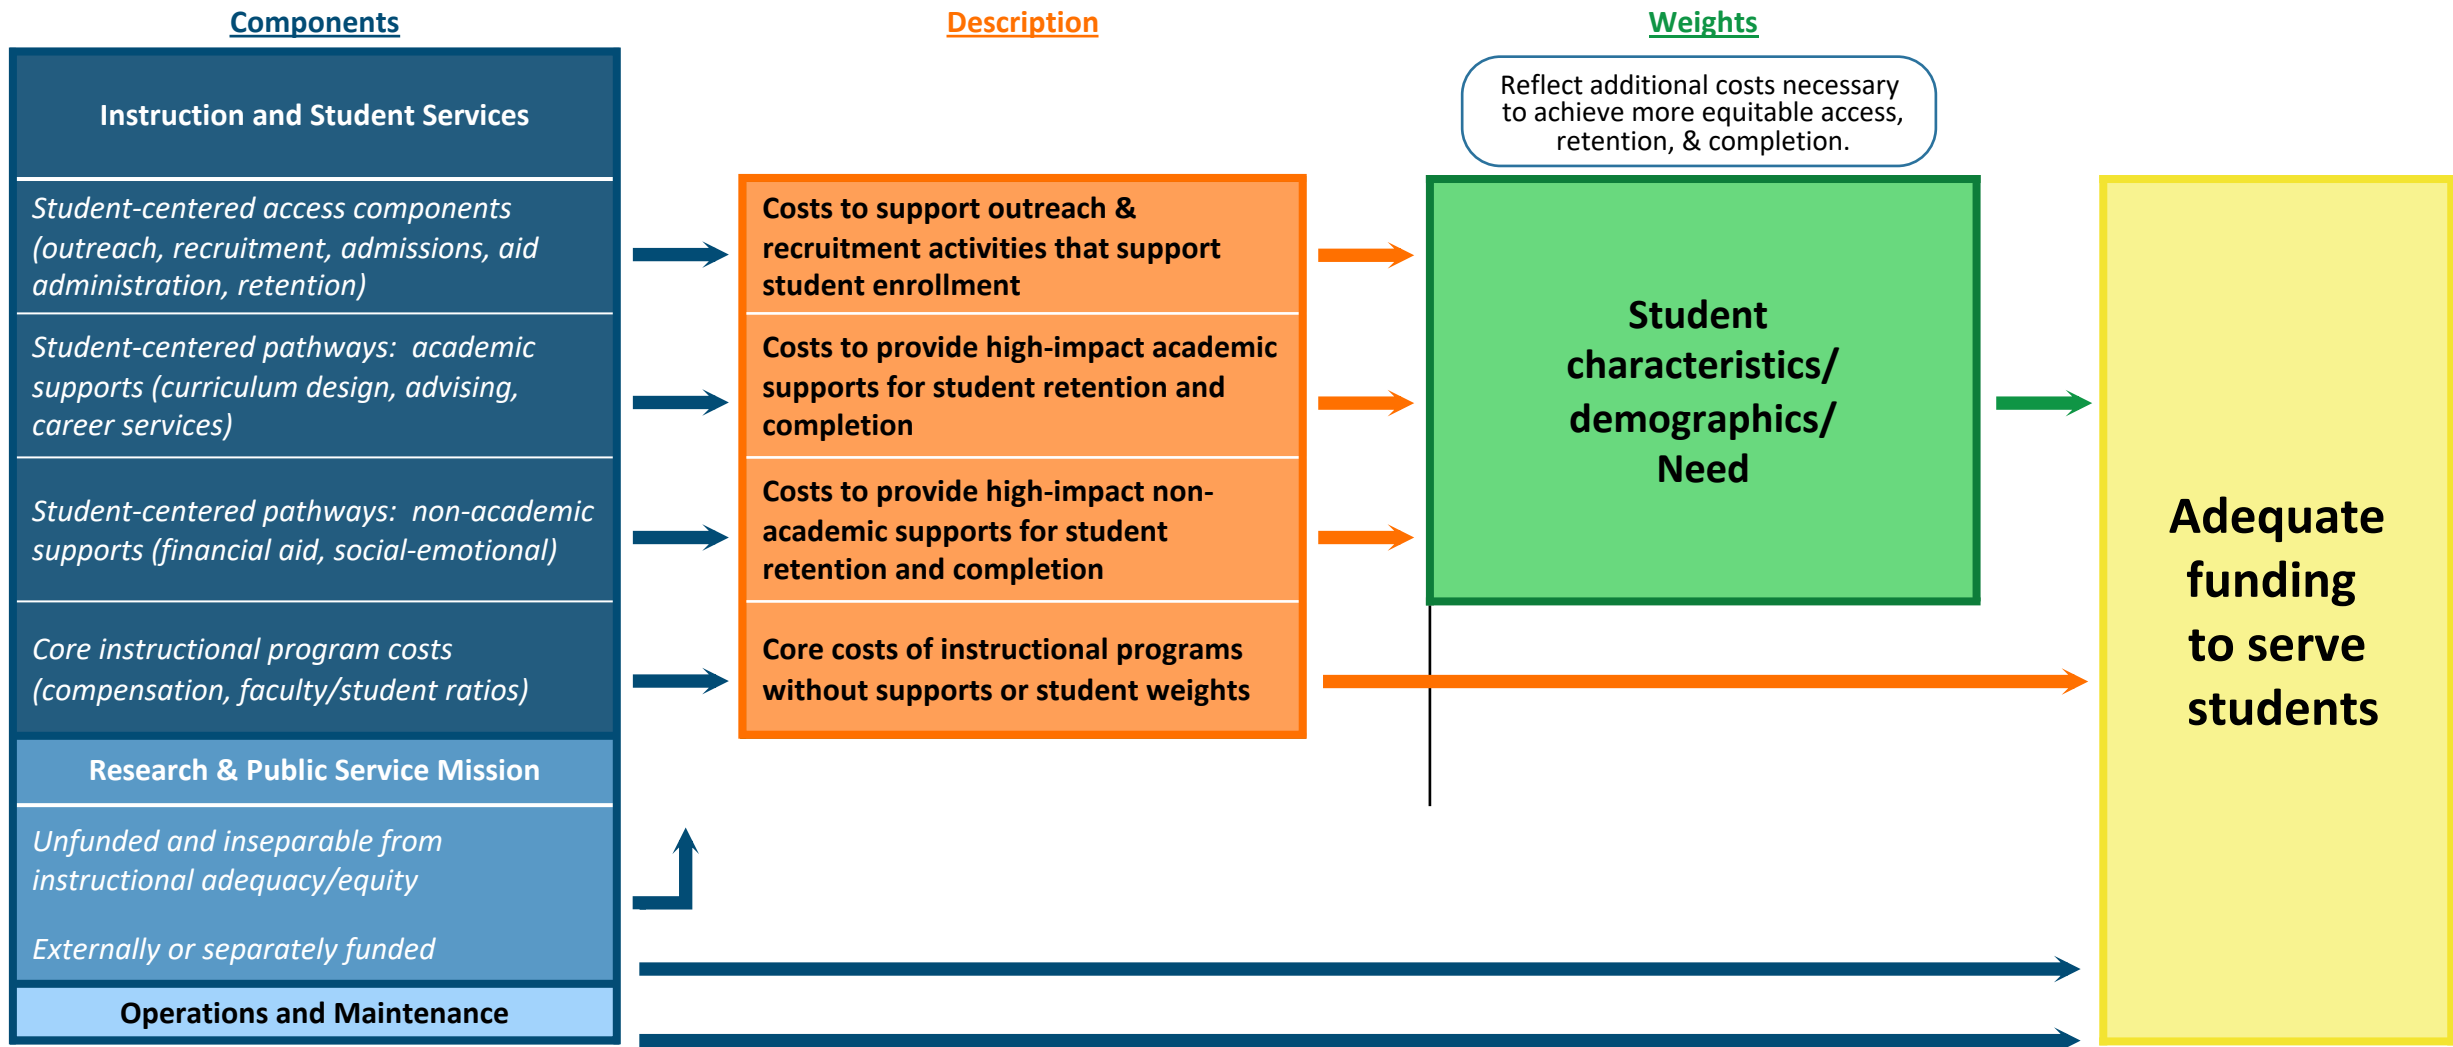 Components
Description
Weights
Reflect additional costs necessary
to achieve more equitable access,
retention, & completion.
Instruction and Student Services
Student-centered access components
(outreach, recruitment, admissions, aid
administration, retention)
Costs to support outreach &
recruitment activities that support
student enrollment
Student-centered pathways:  academic
supports (curriculum design, advising,
career services)
Costs to provide high-impact academic
supports for student retention and
completion
Student-centered pathways:  non-academic
supports (financial aid, social-emotional)
Costs to provide high-impact non-
academic supports for student
retention and completion
Core instructional program costs
(compensation, faculty/student ratios)
Core costs of instructional programs
without supports or student weights
Student
characteristics/
demographics/
Need
Adequate
funding
to serve
students
Research & Public Service Mission
Unfunded and inseparable from
instructional adequacy/equity
Externally or separately funded
Operations and Maintenance